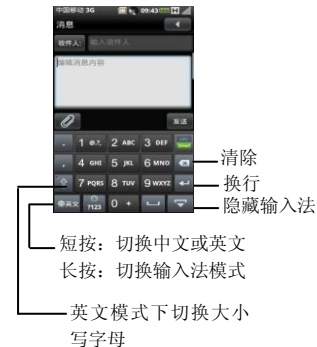 中国移动 3G 09:43
消息
收件人: 输入收件人
编辑消息内容
发送
1 @.?, 2 ABC 3 DEF
4 GHI 5 JKL 6 MNO
7 PQRS 8 TUV 9 WXYZ
英文 ?123 0 +
清除
换行
隐藏输入法
短按：切换中文或英文
长按：切换输入法模式
英文模式下切换大小
写字母